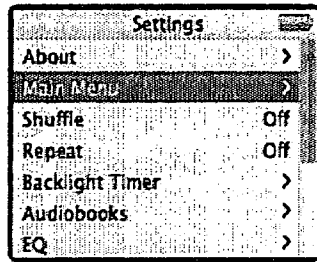 Settings
About >
Main Menu >
Shuffle Off
Repeat Off
Backlight Timer >
Audiobooks >
EQ >